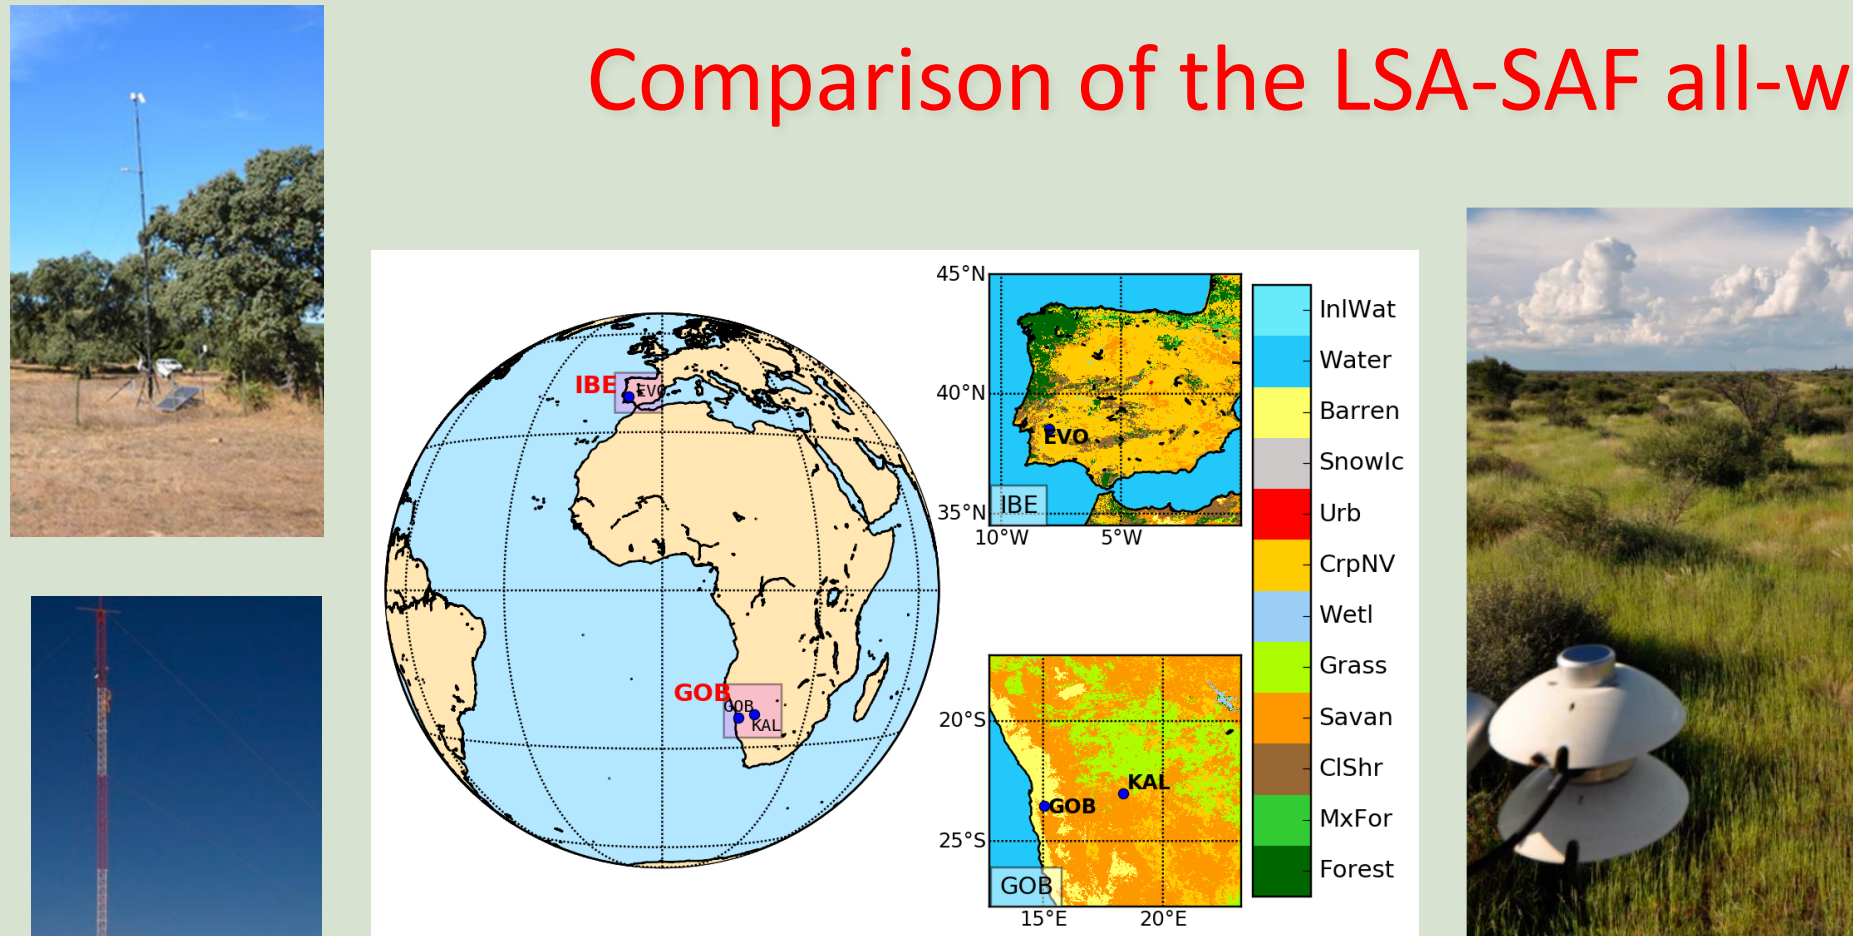 Comparison of the LSA-SAF all-w
IBE
EVO
GOB
GOB
KAL
45°N
40°N
35°N
10°W
5°W
EVO
IBE
20°S
25°S
15°E
20°E
KAL
GOB
GOB
InlWat
Water
Barren
SnowIc
Urb
CrpNV
Wetl
Grass
Savan
ClShr
MxFor
Forest